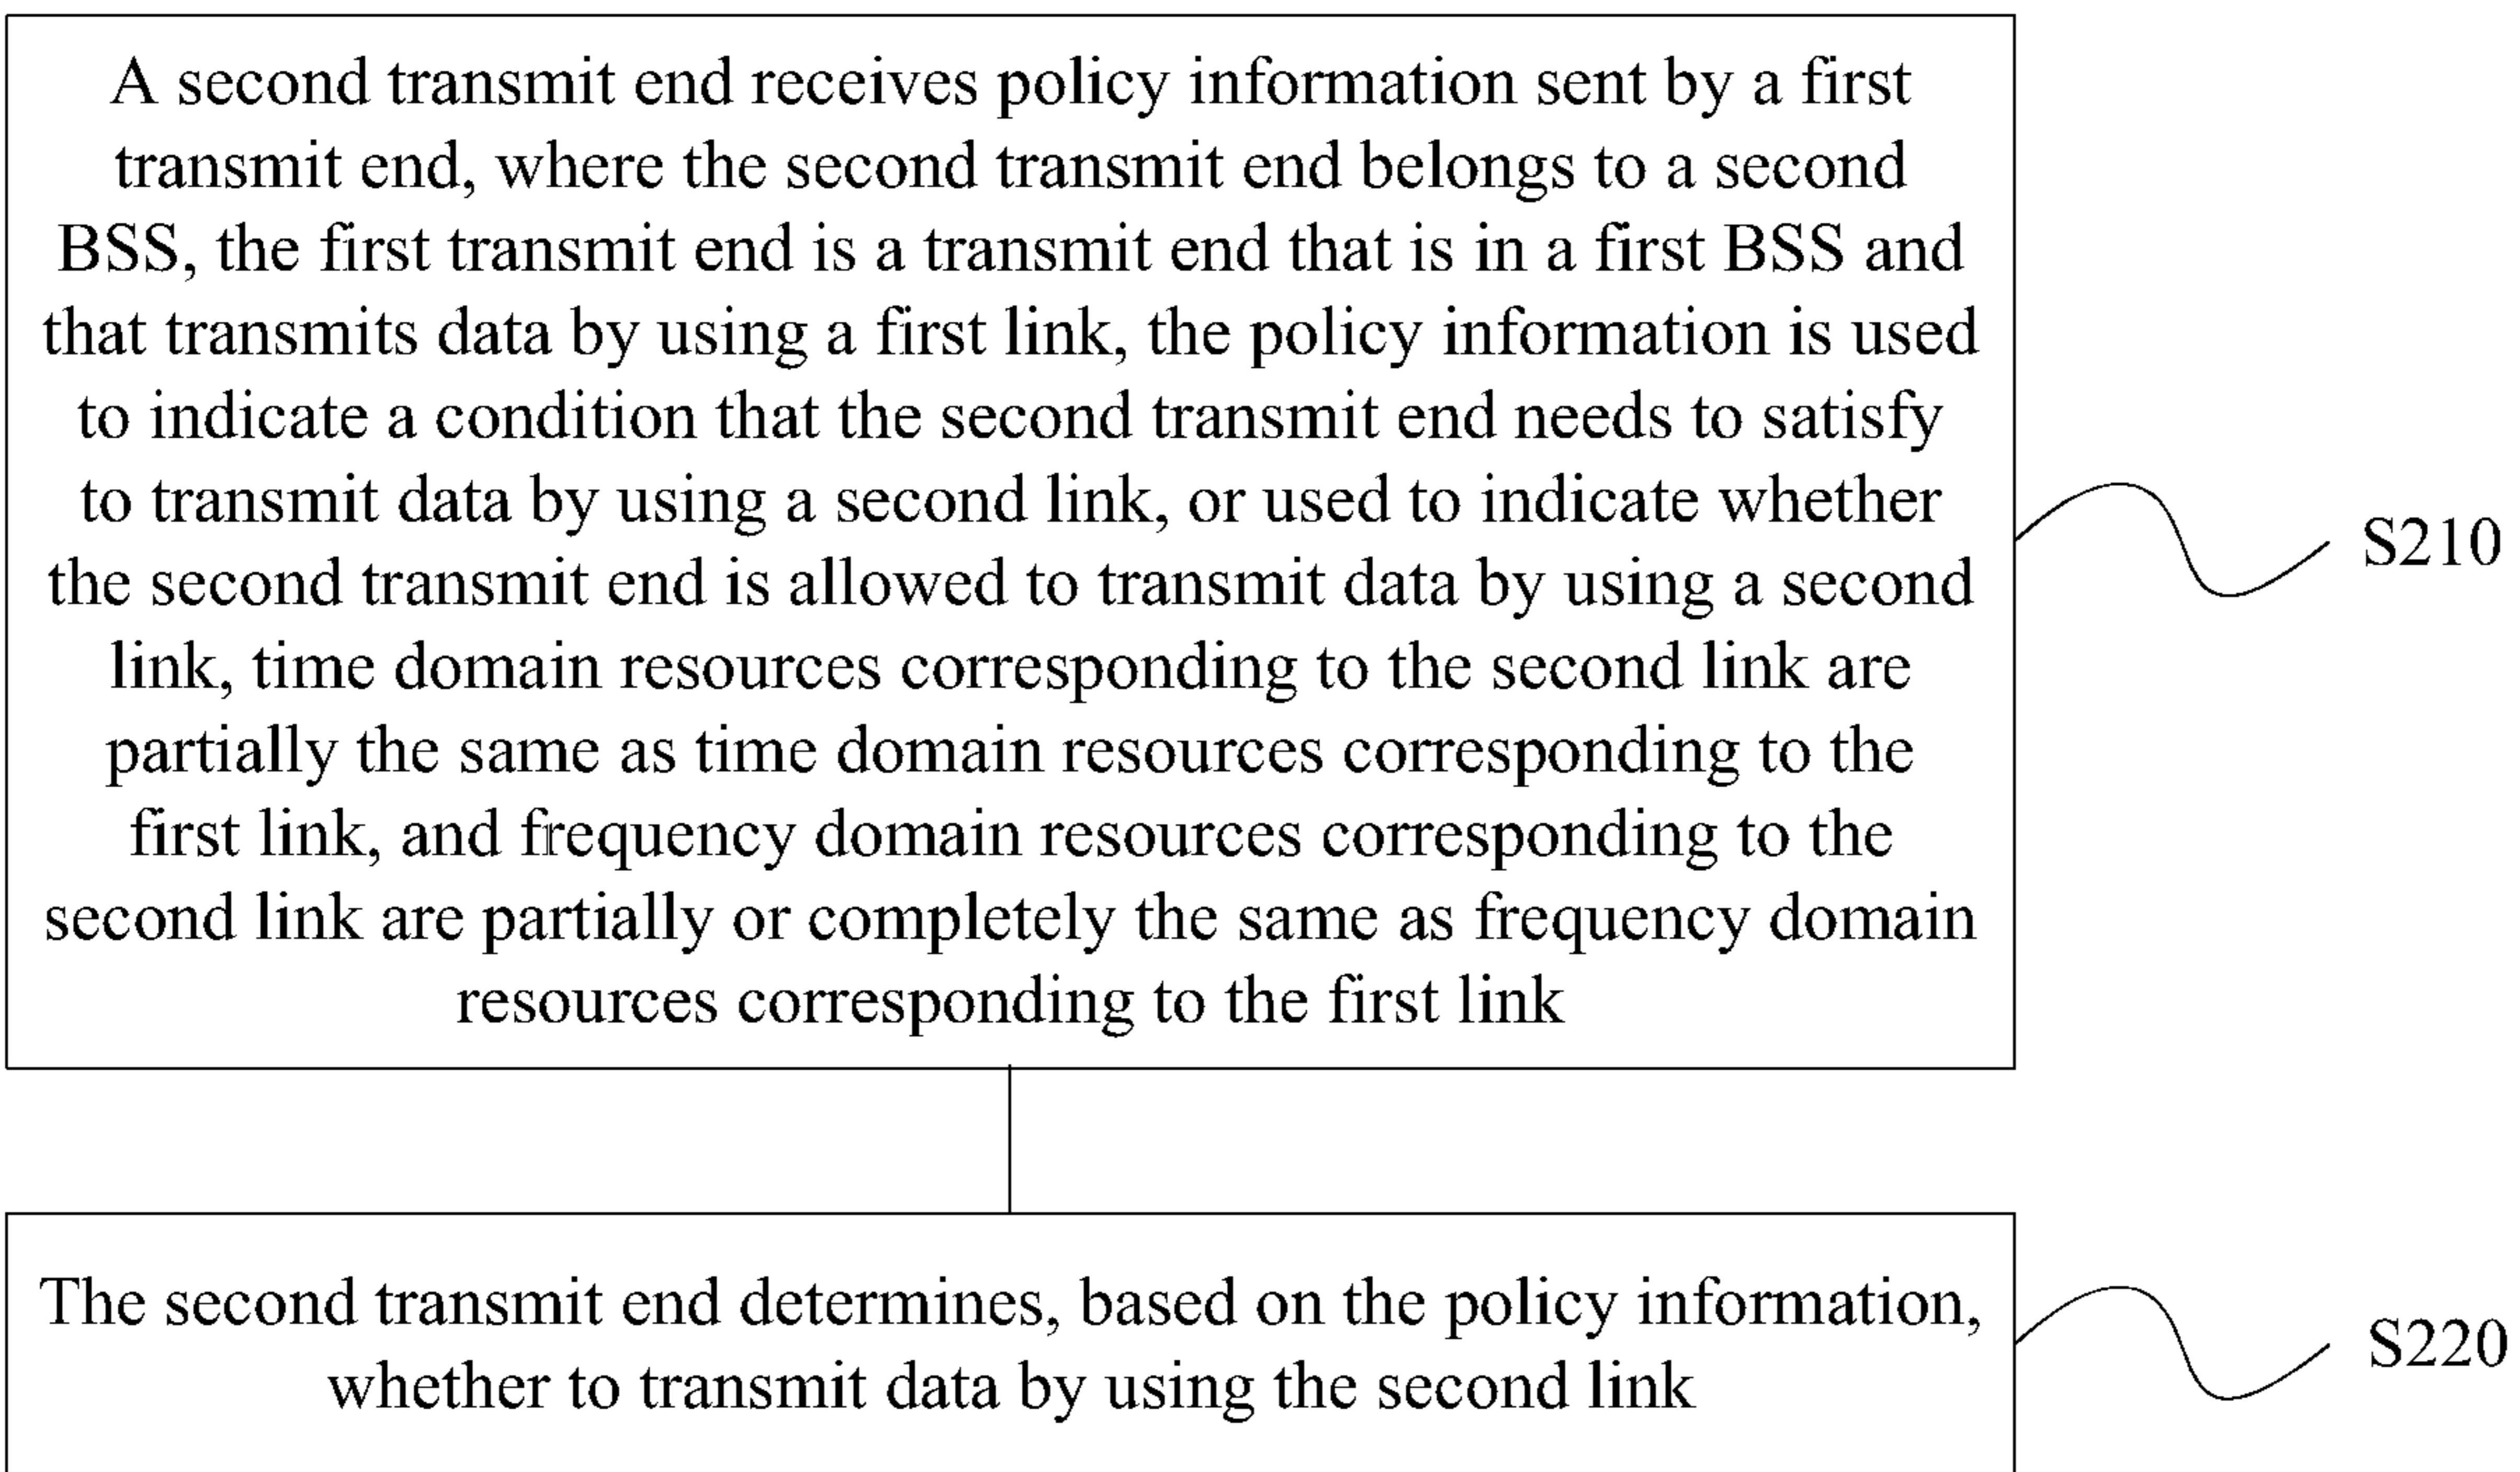 A second transmit end receives policy information sent by a first
transmit end, where the second transmit end belongs to a second
BSS, the first transmit end is a transmit end that is in a first BSS and
that transmits data by using a first link, the policy information is used
to indicate a condition that the second transmit end needs to satisfy
to transmit data by using a second link, or used to indicate whether
the second transmit end is allowed to transmit data by using a second
link, time domain resources corresponding to the second link are
partially the same as time domain resources corresponding to the
first link, and frequency domain resources corresponding to the
second link are partially or completely the same as frequency domain
resources corresponding to the first link
S210
The second transmit end determines, based on the policy information,
whether to transmit data by using the second link
S220